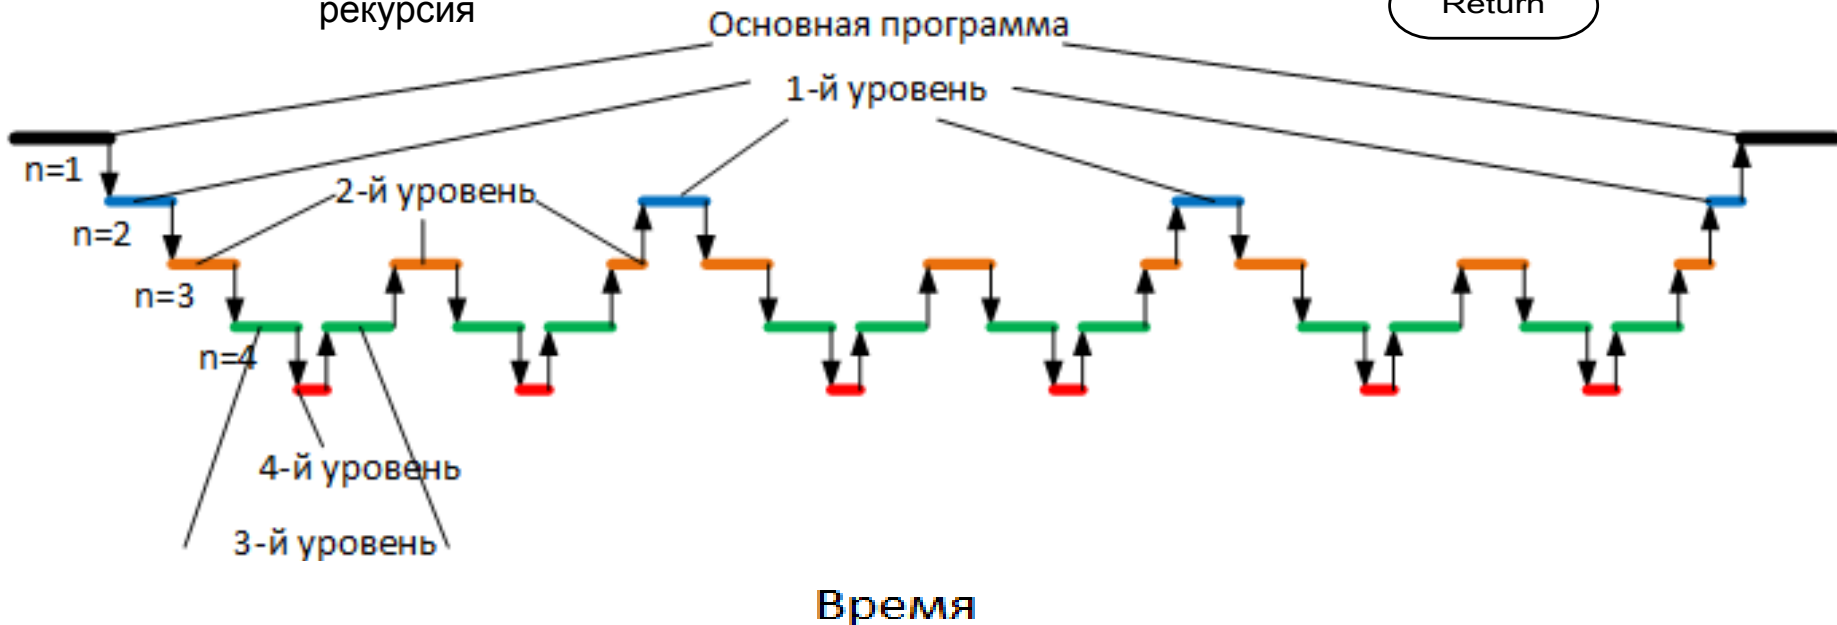 рекурсия
Return
Основная программа
1-й уровень
n=1
2-й уровень
n=2
n=3
n=4
4-й уровень
3-й уровень
Время